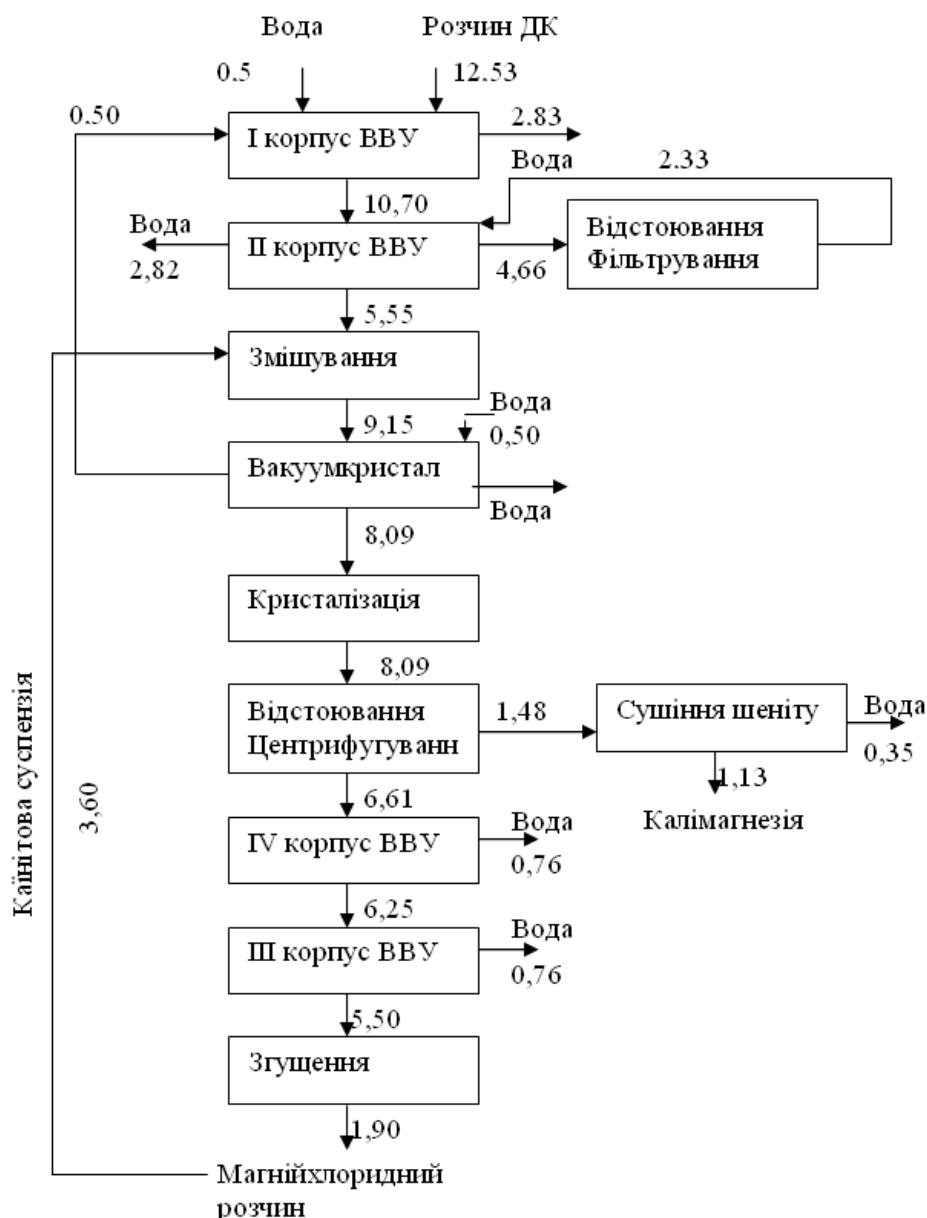 Вода
Розчин ДК
0.5
12.53
0.50
І корпус ВВУ
2.83
Вода
2.33
10,70
Вода
2,82
ІІ корпус ВВУ
4,66
Відстоювання
Фільтрування
5,55
Змішування
9,15
Вода
0,50
Вакуумкристал
Вода
8,09
Кристалізація
8,09
Відстоювання
Центрифугуванн
1,48
Сушіння шеніту
Вода
0,35
1,13
Калімагнезія
6,61
IV корпус ВВУ
Вода
0,76
6,25
ІІІ корпус ВВУ
Вода
0,76
5,50
Згущення
1,90
Магнійхлоридний
розчин
Каїнітова суспензія
3,60